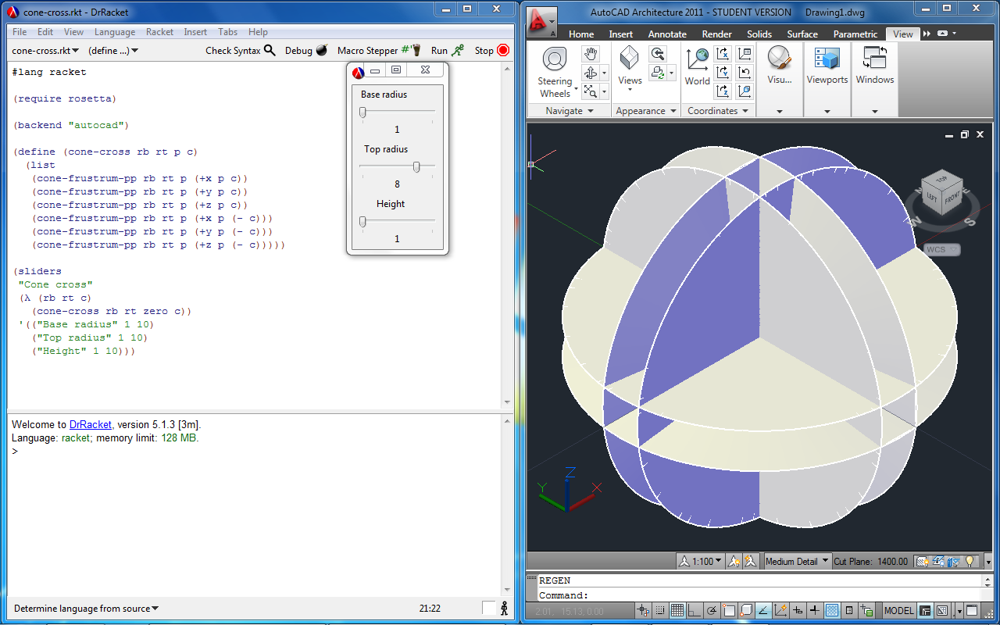 cone-cross.rkt - DrRacket
File Edit View Language Racket Insert Tabs Help
cone-cross.rkt (define ...) Check Syntax Debug Macro Stepper #' Run Stop
#lang racket
(require rosetta)
(backend "autocad")
(define (cone-cross rb rt p c)
  (list
   (cone-frustrum-pp rb rt p (+x p c))
   (cone-frustrum-pp rb rt p (+y p c))
   (cone-frustrum-pp rb rt p (+z p c))
   (cone-frustrum-pp rb rt p (+x p (- c)))
   (cone-frustrum-pp rb rt p (+y p (- c)))
   (cone-frustrum-pp rb rt p (+z p (- c)))))
(sliders
 "Cone cross"
 (λ (rb rt c)
   (cone-cross rb rt zero c))
 '(("Base radius" 1 10)
   ("Top radius" 1 10)
   ("Height" 1 10)))
Base radius
1
Top radius
8
Height
1
Welcome to DrRacket, version 5.1.3 [3m].
Language: racket; memory limit: 128 MB.
>
Determine language from source 21:22
AutoCAD Architecture 2011 - STUDENT VERSION Drawing1.dwg
A
Home Insert Annotate Render Solids Surface Parametric View
Steering Wheels
Views
World
Visu...
Viewports
Windows
Navigate Appearance Coordinates
TOP
LEFT FRONT
N E
W S
WCS
Z
Y X
1:100 Medium Detail Cut Plane: 1400.00
REGEN
Command:
2.01, 15.13, 0.00 MODEL